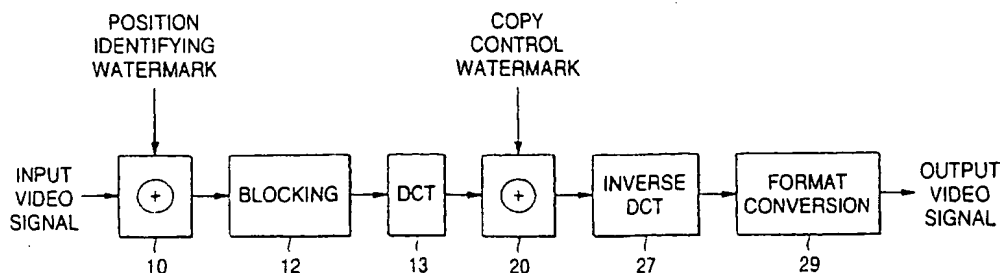 POSITION
IDENTIFYING
WATERMARK
COPY
CONTROL
WATERMARK
INPUT
VIDEO
SIGNAL
+
BLOCKING
DCT
+
INVERSE
DCT
FORMAT
CONVERSION
OUTPUT
VIDEO
SIGNAL
10
12
13
20
27
29